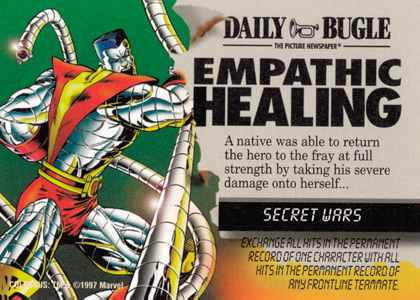 DAILY BUGLE
THE PICTURE NEWSPAPER
EMPATHIC
HEALING
A native was able to return
the hero to the fray at full
strength by taking his severe
damage onto herself...
SECRET WARS
EXCHANGE ALL HITS IN THE PERMANENT
RECORD OF ONE CHARACTER WITH ALL
HITS IN THE PERMANENT RECORD OF
ANY FRONTLINE TEAMMATE.
COLOSSUS: TM & ©1997 Marvel